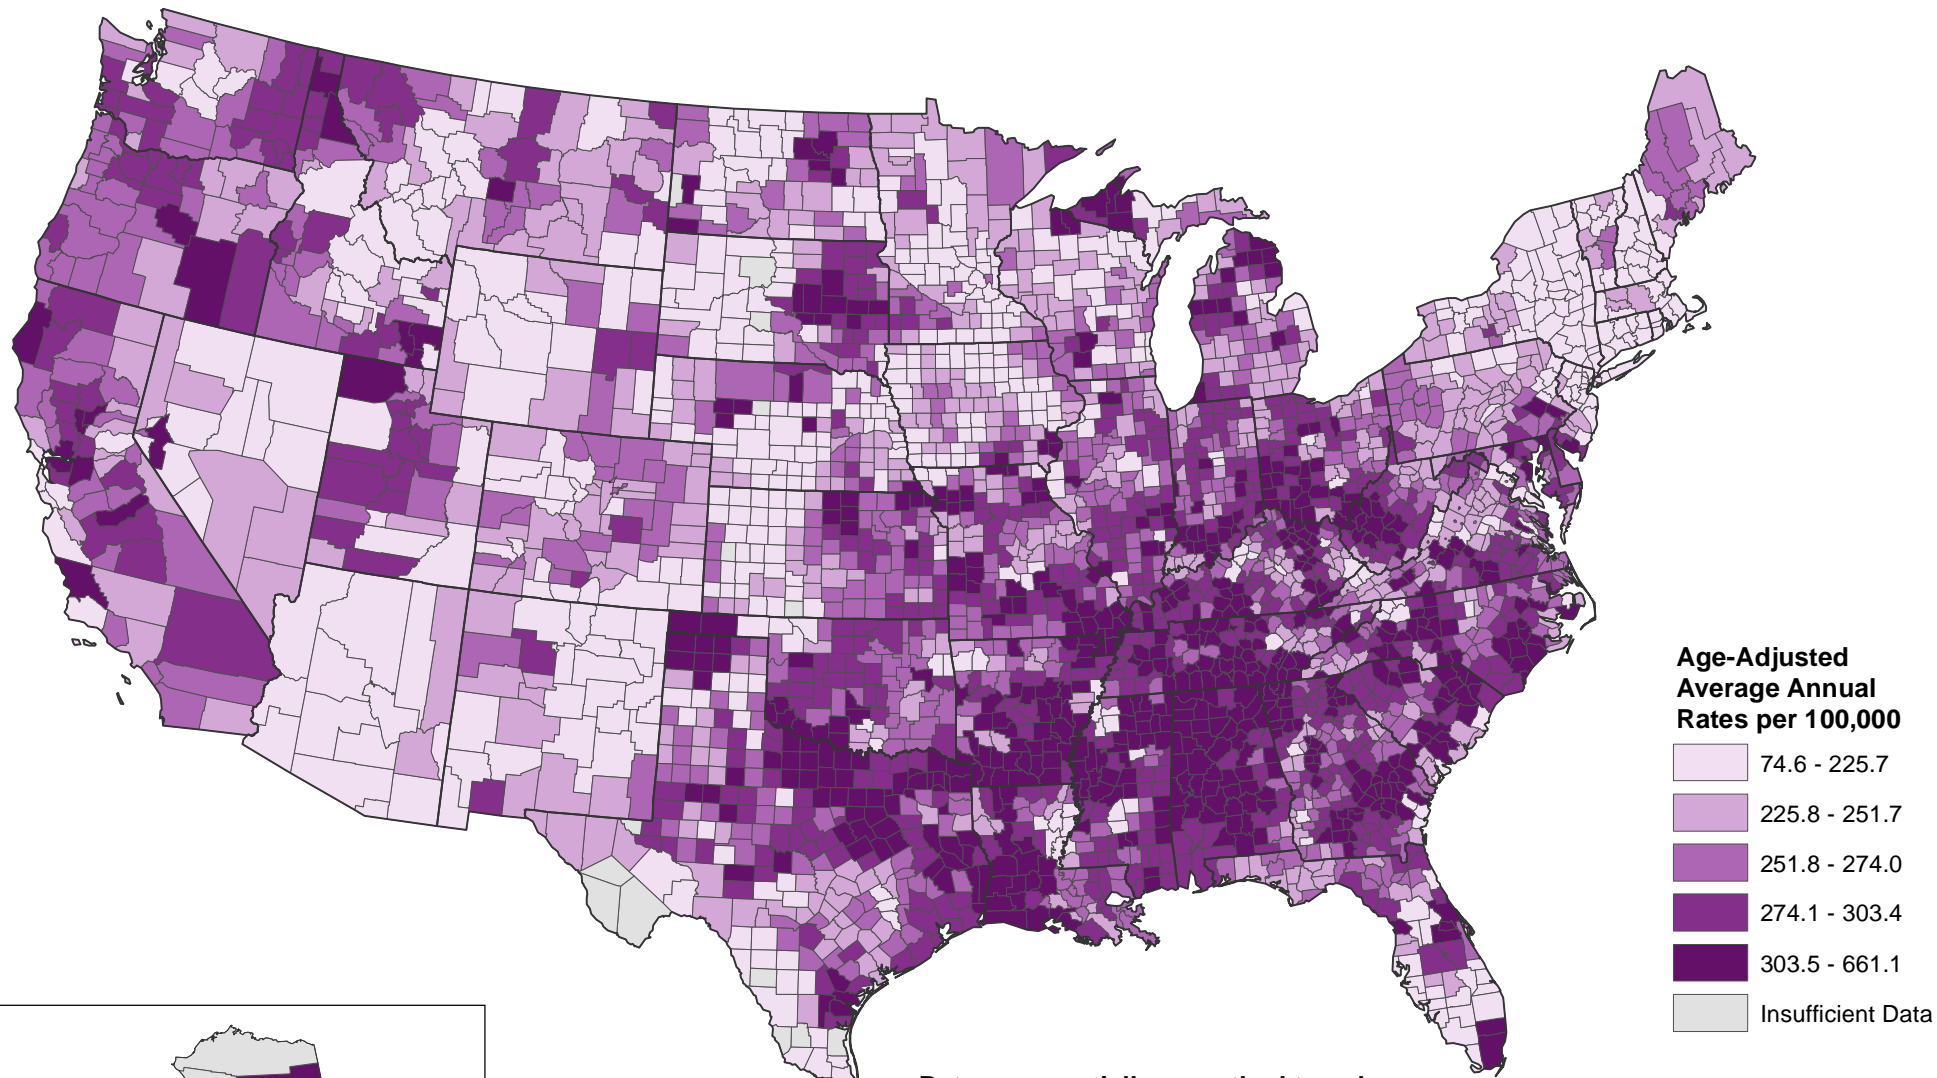 Age-Adjusted
Average Annual
Rates per 100,000
74.6 - 225.7
225.8 - 251.7
251.8 - 274.0
274.1 - 303.4
303.5 - 661.1
Insufficient Data